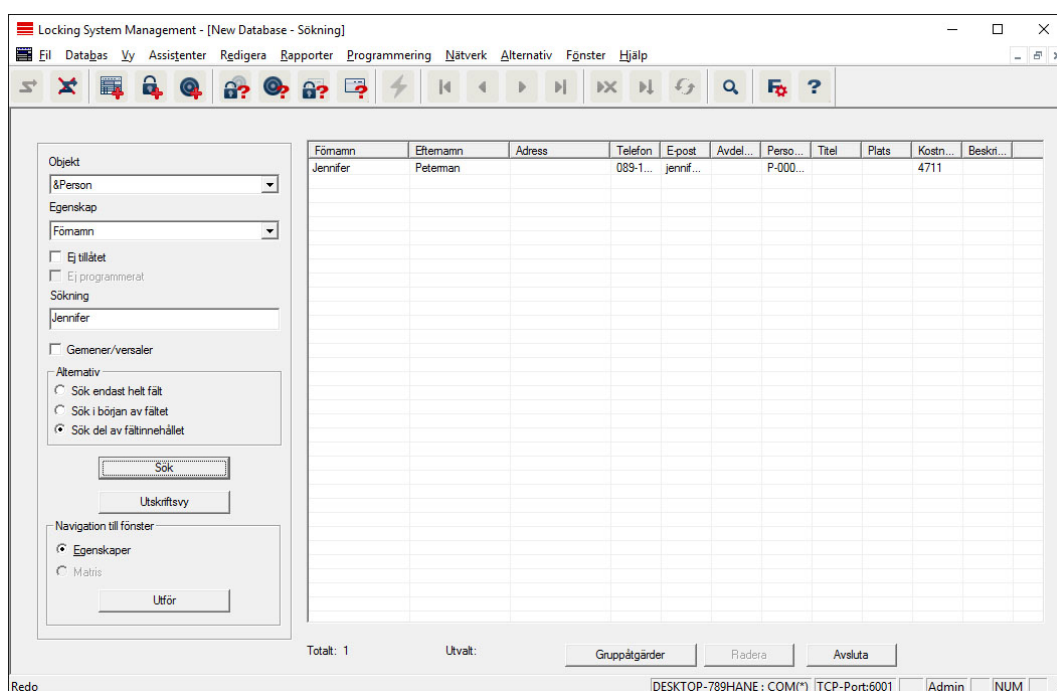 Locking System Management - [New Database - Sökning]
Fil Databas Vy Assistenter Redigera Rapporter Programmering Nätverk Alternativ Fönster Hjälp
Objekt
&Person
Egenskap
Förnamn
Ej tillåtet
Ej programmerat
Sökning
Jennifer
Gemener/versaler
Alternativ
Sök endast helt fält
Sök i början av fältet
Sök del av fältinnehållet
Sök
Utskriftsvy
Navigation till fönster
Egenskaper
Matris
Utför
Förnamn Efternamn Adress Telefon E-post Avdel... Perso... Titel Plats Kostn... Beskri...
Jennifer Peterman 089-1... jennif... P-000... 4711
Totalt: 1 Utvalt: Gruppåtgärder Radera Avsluta
Redo DESKTOP-789HANE : COM(*) TCP-Port:6001 Admin NUM